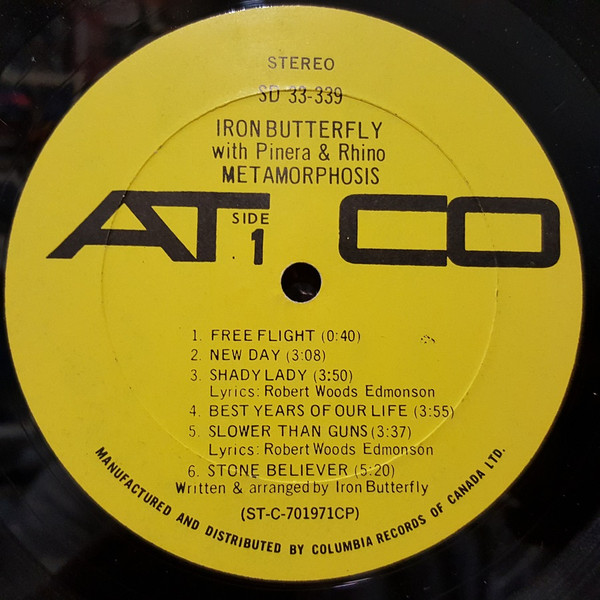 STEREO
SD 33-339
IRON BUTTERFLY
with Pinera & Rhino
METAMORPHOSIS
ATCO
SIDE
1
1. FREE FLIGHT (0:40)
2. NEW DAY (3:08)
3. SHADY LADY (3:50)
Lyrics: Robert Woods Edmonson
4. BEST YEARS OF OUR LIFE (3:55)
5. SLOWER THAN GUNS (3:37)
Lyrics: Robert Woods Edmonson
6. STONE BELIEVER (5:20)
Written & arranged by Iron Butterfly
(ST-C-701971CP)
MANUFACTURED AND DISTRIBUTED BY COLUMBIA RECORDS OF CANADA LTD.